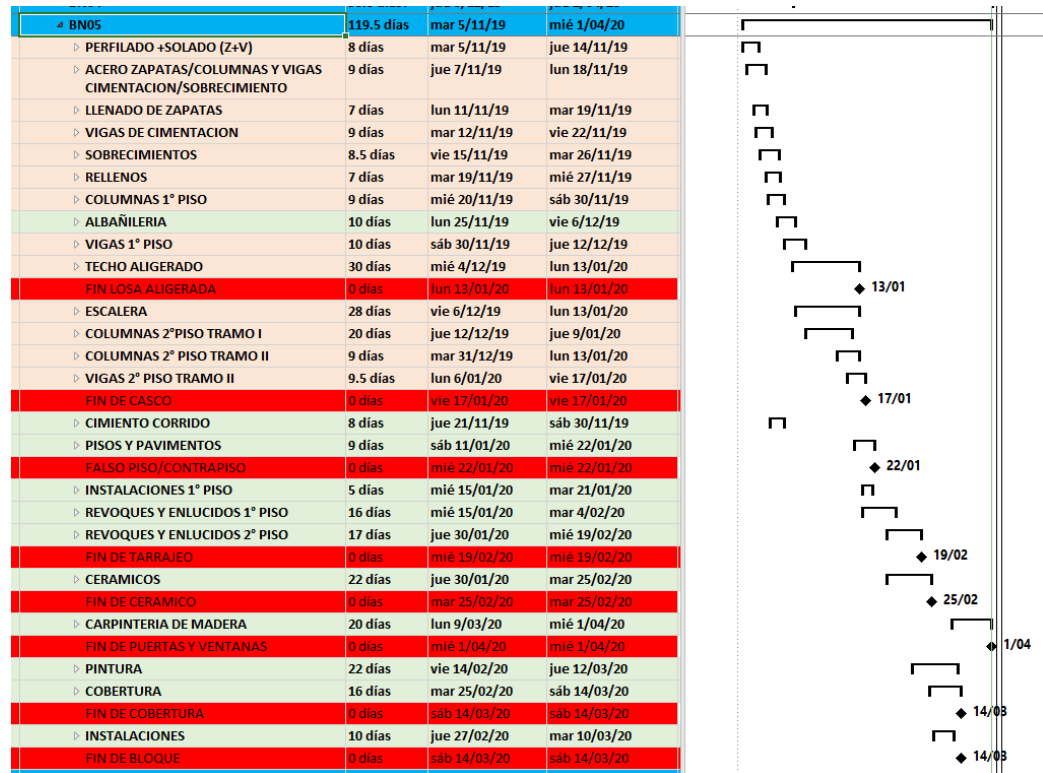 BN05 119.5 días mar 5/11/19 mié 1/04/20
PERFILADO +SOLADO (Z+V) 8 días mar 5/11/19 jue 14/11/19
ACERO ZAPATAS/COLUMNAS Y VIGAS 9 días jue 7/11/19 lun 18/11/19
CIMENTACION/SOBRECIMIENTO
LLENADO DE ZAPATAS 7 días lun 11/11/19 mar 19/11/19
VIGAS DE CIMENTACION 9 días mar 12/11/19 vie 22/11/19
SOBRECIMIENTOS 8.5 días vie 15/11/19 mar 26/11/19
RELLENOS 7 días mar 19/11/19 mié 27/11/19
COLUMNAS 1° PISO 9 días mié 20/11/19 sáb 30/11/19
ALBAÑILERIA 10 días lun 25/11/19 vie 6/12/19
VIGAS 1° PISO 10 días sáb 30/11/19 jue 12/12/19
TECHO ALIGERADO 30 días mié 4/12/19 lun 13/01/20
FIN LOSA ALIGERADA 0 días lun 13/01/20 lun 13/01/20 13/01
ESCALERA 28 días vie 6/12/19 lun 13/01/20
COLUMNAS 2°PISO TRAMO I 20 días jue 12/12/19 jue 9/01/20
COLUMNAS 2° PISO TRAMO II 9 días mar 31/12/19 lun 13/01/20
VIGAS 2° PISO TRAMO II 9.5 días lun 6/01/20 vie 17/01/20
FIN DE CASCO 0 días vie 17/01/20 vie 17/01/20 17/01
CIMIENTO CORRIDO 8 días jue 21/11/19 sáb 30/11/19
PISOS Y PAVIMENTOS 9 días sáb 11/01/20 mié 22/01/20
FALSO PISO/CONTRAPISO 0 días mié 22/01/20 mié 22/01/20 22/01
INSTALACIONES 1° PISO 5 días mié 15/01/20 mar 21/01/20
REVOQUES Y ENLUCIDOS 1° PISO 16 días mié 15/01/20 mar 4/02/20
REVOQUES Y ENLUCIDOS 2° PISO 17 días jue 30/01/20 mié 19/02/20
FIN DE TARRAJEO 0 días mié 19/02/20 mié 19/02/20 19/02
CERAMICOS 22 días jue 30/01/20 mar 25/02/20
FIN DE CERAMICO 0 días mar 25/02/20 mar 25/02/20 25/02
CARPINTERIA DE MADERA 20 días lun 9/03/20 mié 1/04/20
FIN DE PUERTAS Y VENTANAS 0 días mié 1/04/20 mié 1/04/20 1/04
PINTURA 22 días vie 14/02/20 jue 12/03/20
COBERTURA 16 días mar 25/02/20 sáb 14/03/20
FIN DE COBERTURA 0 días sáb 14/03/20 sáb 14/03/20 14/03
INSTALACIONES 10 días jue 27/02/20 mar 10/03/20
FIN DE BLOQUE 0 días sáb 14/03/20 sáb 14/03/20 14/03